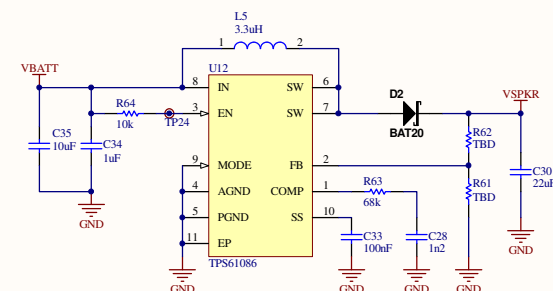 L5
3.3uH
1 2
VBATT
U12
8 IN SW 6
R64
10k
TP24
3 EN SW 7
D2
BAT20
VSPKR
C35
10uF
C34
1uF
9 MODE FB 2
R62
TBD
4 AGND COMP 1
R63
68k
R61
TBD
C30
22uF
5 PGND SS 10
11 EP
C33
100nF
C28
1n2
TPS61086
GND
GND
GND
GND
GND
GND
GND